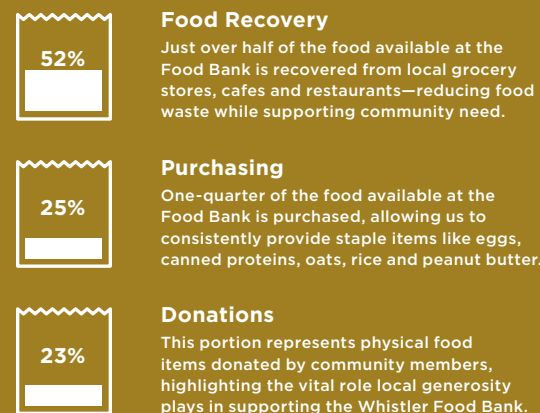 Food Recovery
52%
Just over half of the food available at the
Food Bank is recovered from local grocery
stores, cafes and restaurants—reducing food
waste while supporting community need.
Purchasing
25%
One-quarter of the food available at the
Food Bank is purchased, allowing us to
consistently provide staple items like eggs,
canned proteins, oats, rice and peanut butter.
Donations
23%
This portion represents physical food
items donated by community members,
highlighting the vital role local generosity
plays in supporting the Whistler Food Bank.